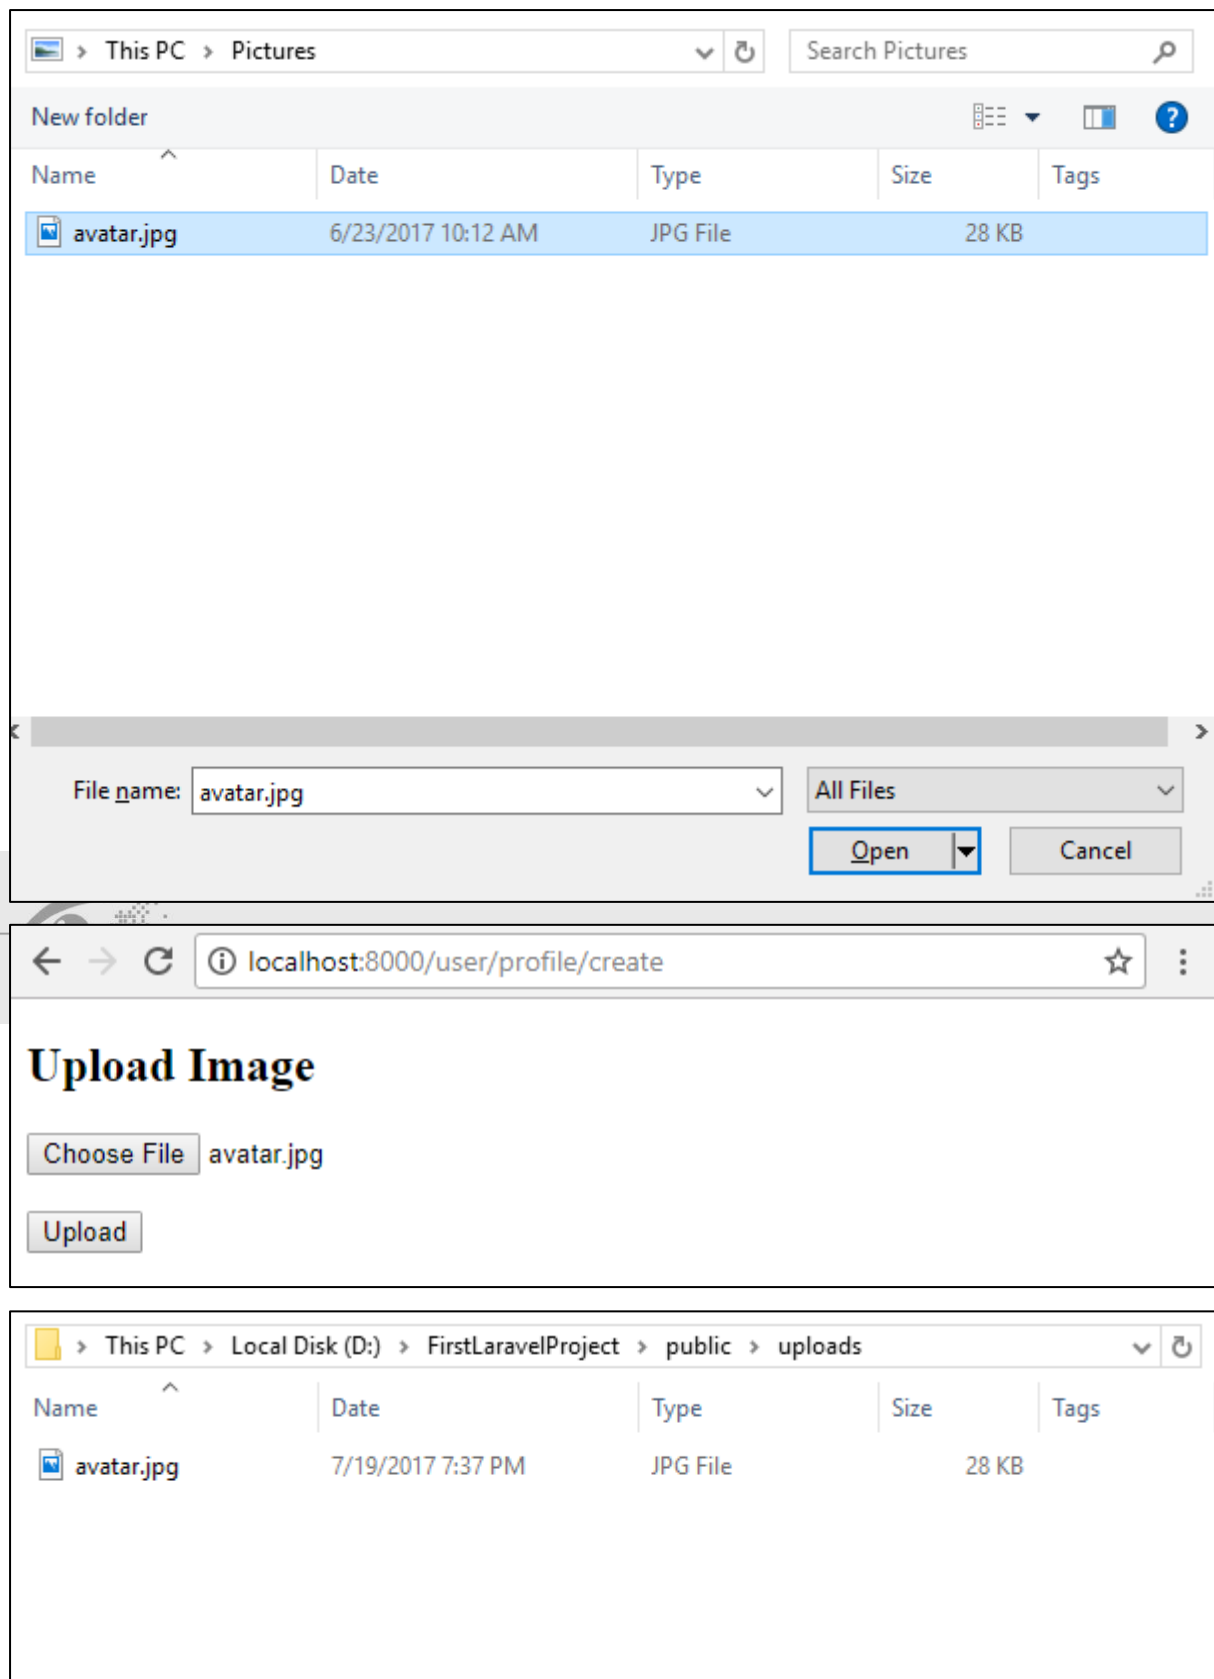 This PC > Pictures Search Pictures
New folder
Name Date Type Size Tags
avatar.jpg 6/23/2017 10:12 AM JPG File 28 KB
File name: avatar.jpg All Files
Open Cancel
localhost:8000/user/profile/create
Upload Image
Choose File avatar.jpg
Upload
This PC > Local Disk (D:) > FirstLaravelProject > public > uploads
Name Date Type Size Tags
avatar.jpg 7/19/2017 7:37 PM JPG File 28 KB